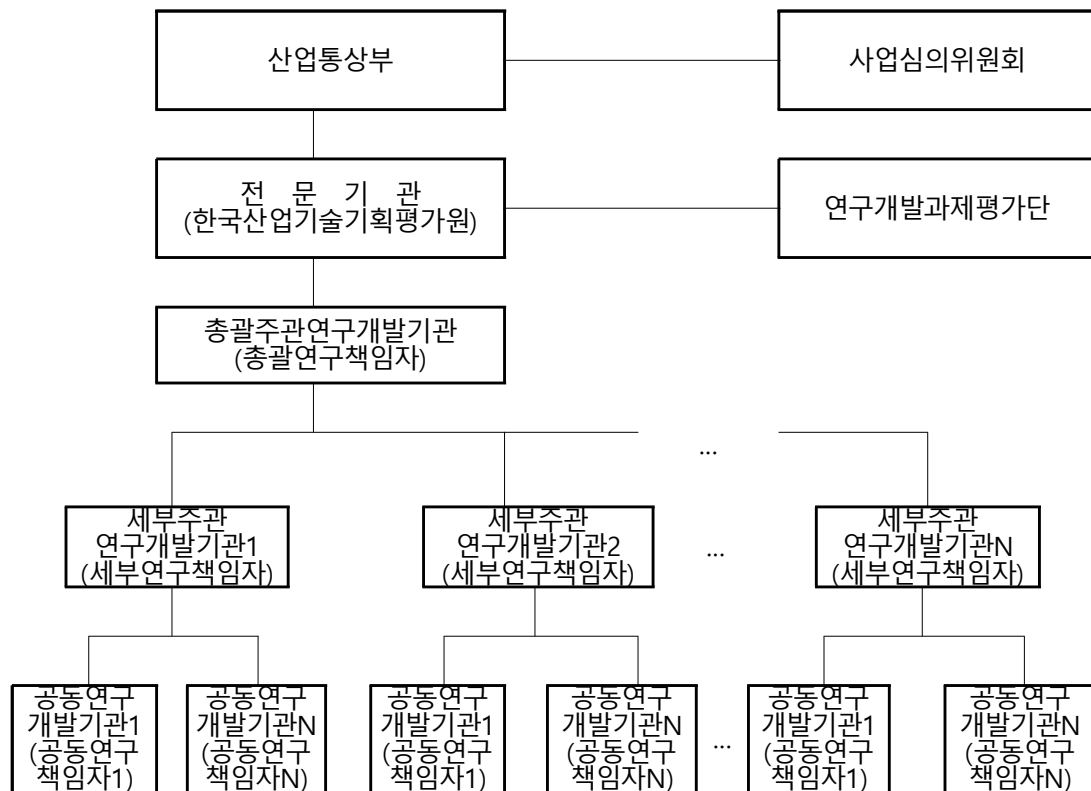 산업통상부
사업심의위원회
전 문 기 관
(한국산업기술기획평가원)
연구개발과제평가단
총괄주관연구개발기관
(총괄연구책임자)
...
세부주관
연구개발기관1
(세부연구책임자)
세부주관
연구개발기관2
(세부연구책임자)
...
세부주관
연구개발기관N
(세부연구책임자)
공동연구
개발기관1
(공동연구
책임자1)
공동연구
개발기관N
(공동연구
책임자N)
공동연구
개발기관1
(공동연구
책임자1)
공동연구
개발기관N
(공동연구
책임자N)
...
공동연구
개발기관1
(공동연구
책임자1)
공동연구
개발기관N
(공동연구
책임자N)